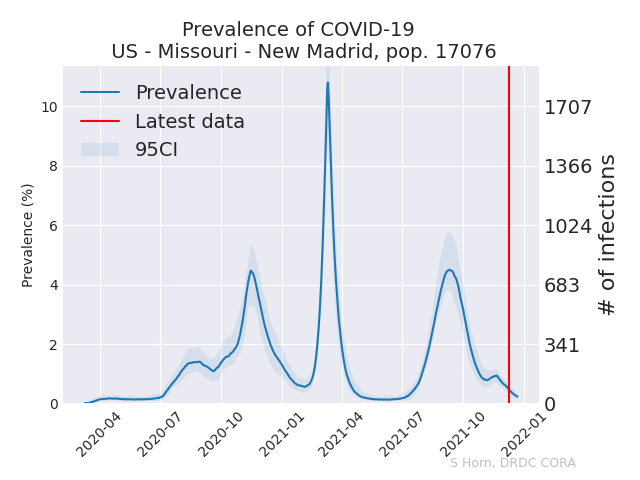 Prevalence of COVID-19
US - Missouri - New Madrid, pop. 17076
Prevalence
Latest data
95CI
Prevalence (%)
10
8
6
4
2
0
1707
1366
1024
683
341
0
# of infections
2020-04
2020-07
2020-10
2021-01
2021-04
2021-07
2021-10
2022-01
S Horn, DRDC CORA